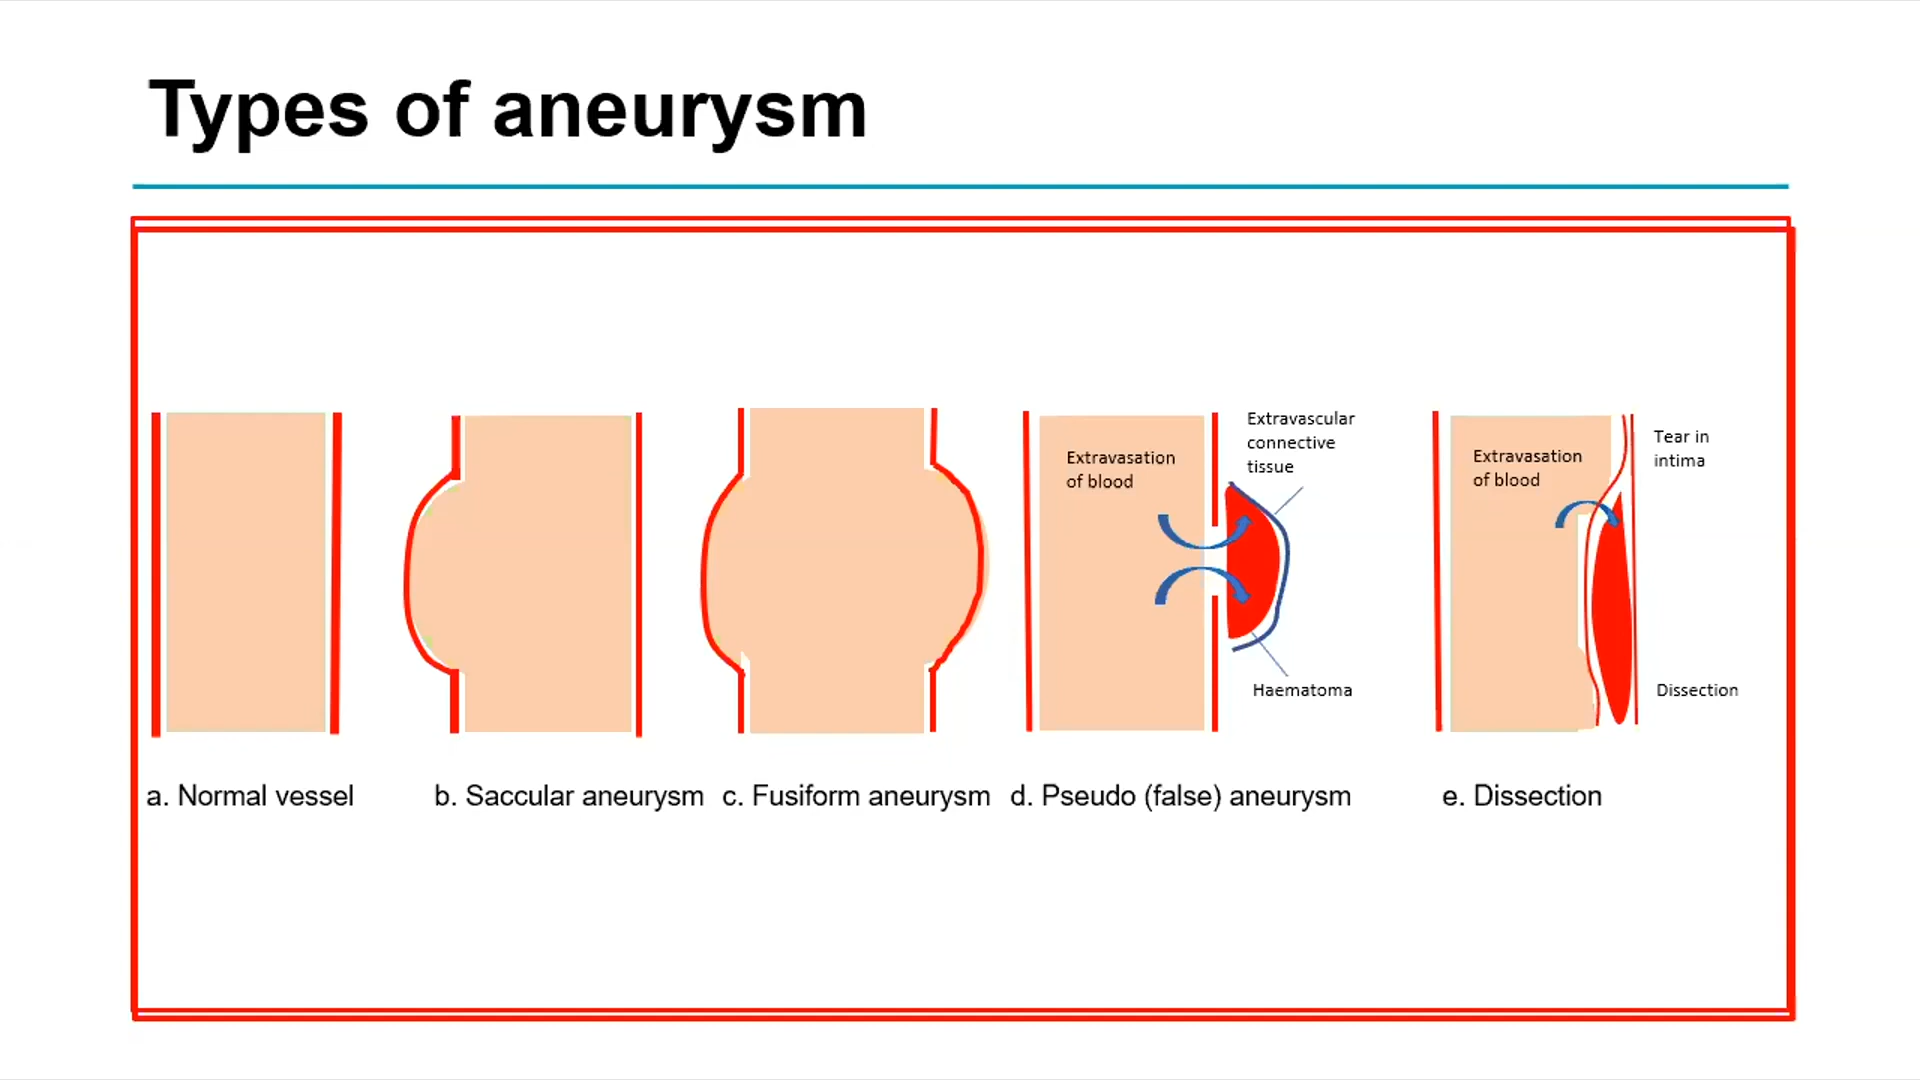 Types of aneurysm
Extravasation
of blood
Extravascular
connective
tissue
Haematoma
Extravasation
of blood
Tear in
intima
Dissection
a. Normal vessel
b. Saccular aneurysm
c. Fusiform aneurysm
d. Pseudo (false) aneurysm
e. Dissection